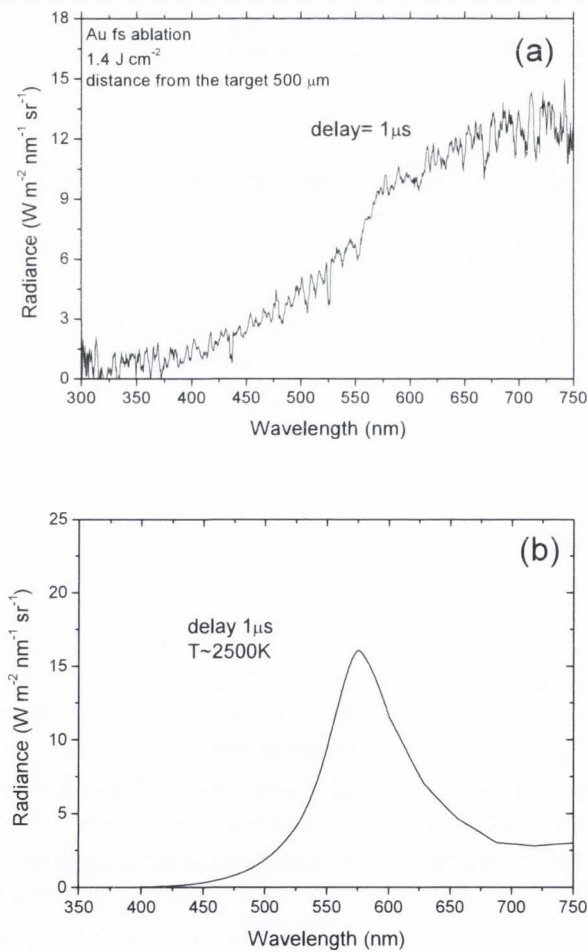 18
15
12
9
6
3
0
Radiance (W m⁻² nm⁻¹ sr⁻¹)
Au fs ablation
1.4 J cm⁻²
distance from the target 500 μm
(a)
delay= 1μs
300 350 400 450 500 550 600 650 700 750
Wavelength (nm)
25
20
15
10
5
0
Radiance (W m⁻² nm⁻¹ sr⁻¹)
(b)
delay 1μs
T~2500K
350 400 450 500 550 600 650 700 750
Wavelength (nm)